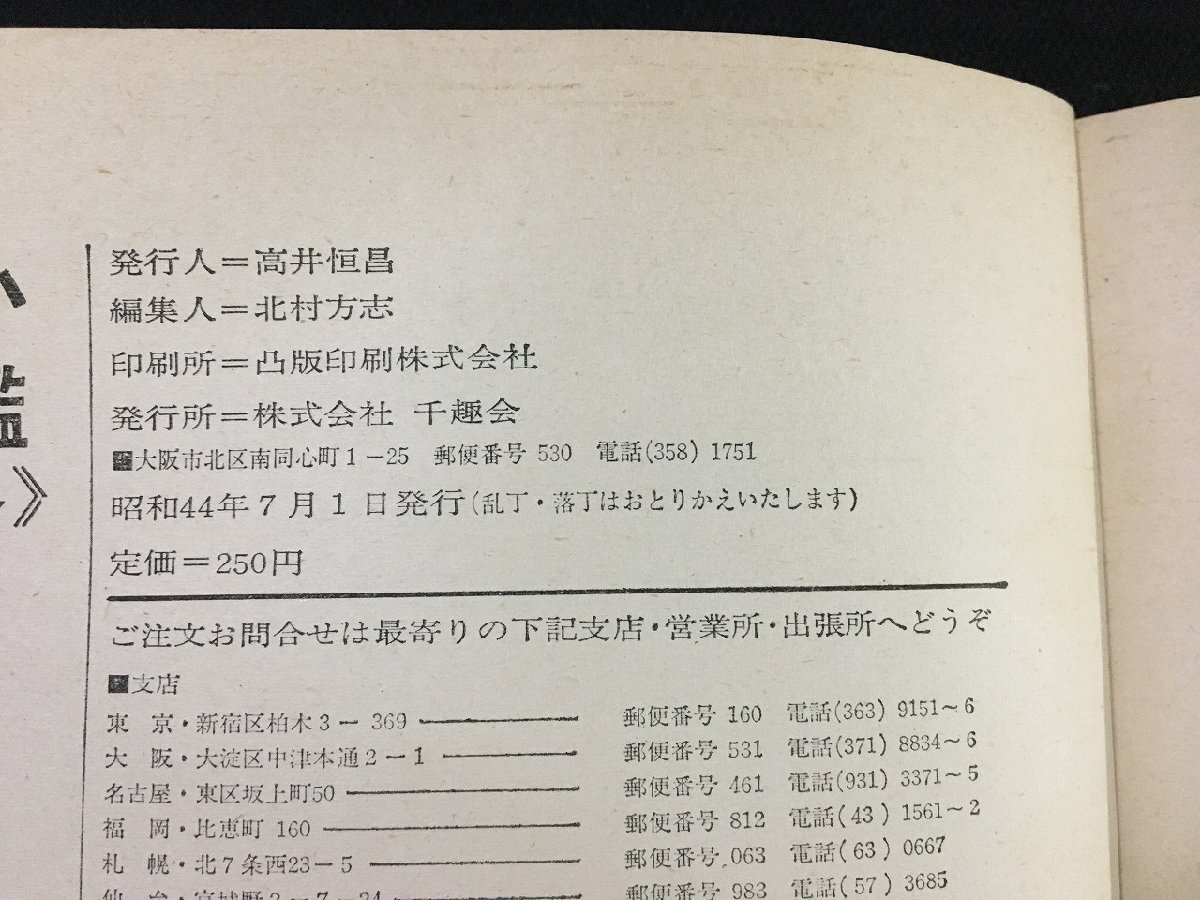 発行人＝高井恒昌
編集人＝北村方志
印刷所＝凸版印刷株式会社
発行所＝株式会社 千趣会
■大阪市北区南同心町1－25 郵便番号 530 電話(358) 1751
昭和44年7月1日発行(乱丁・落丁はおとりかえいたします)
定価＝250円
ご注文お問合せは最寄りの下記支店・営業所・出張所へどうぞ
■支店
東 京・新宿区柏木3－369 郵便番号 160 電話(363) 9151～6
大 阪・大淀区中津本通2－1 郵便番号 531 電話(371) 8834～6
名古屋・東区坂上町50 郵便番号 461 電話(931) 3371～5
福 岡・比恵町 160 郵便番号 812 電話(43) 1561～2
札 幌・北7条西23－5 郵便番号 063 電話(63) 0667
仙 台・宮城野2－7－24 郵便番号 983 電話(57) 3685